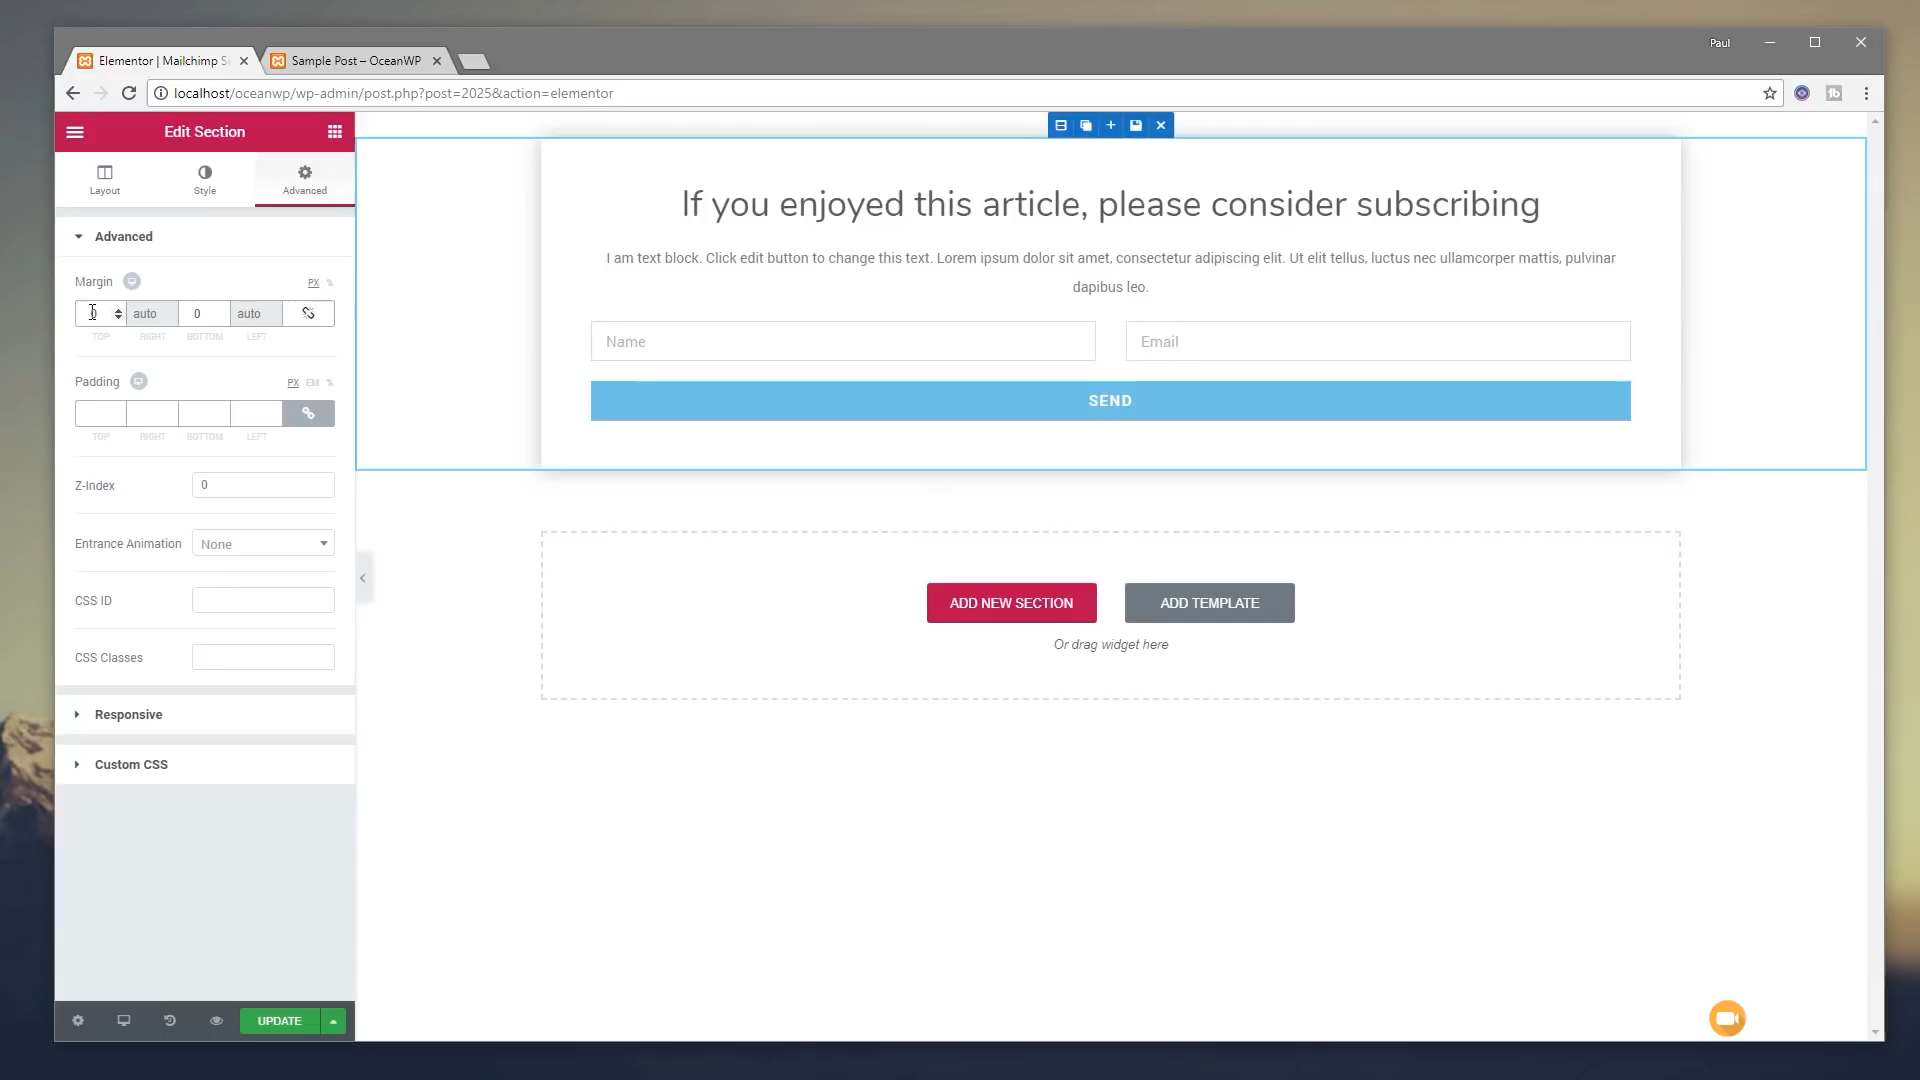 Paul
Elementor | Mailchimp Si
Sample Post – OceanWP
localhost/oceanwp/wp-admin/post.php?post=2025&action=elementor
Edit Section
Layout
Style
Advanced
Advanced
Margin
PX %
0 auto 0 auto
TOP RIGHT BOTTOM LEFT
Padding
PX EM %
TOP RIGHT BOTTOM LEFT
Z-Index
0
Entrance Animation
None
CSS ID
CSS Classes
Responsive
Custom CSS
UPDATE
If you enjoyed this article, please consider subscribing
I am text block. Click edit button to change this text. Lorem ipsum dolor sit amet, consectetur adipiscing elit. Ut elit tellus, luctus nec ullamcorper mattis, pulvinar
dapibus leo.
Name
Email
SEND
ADD NEW SECTION
ADD TEMPLATE
Or drag widget here